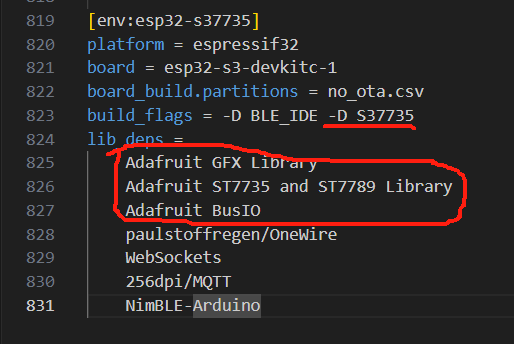 819 [env:esp32-s37735]
820 platform = espressif32
821 board = esp32-s3-devkitc-1
822 board_build.partitions = no_ota.csv
823 build_flags = -D BLE_IDE -D S37735
824 lib_deps =
825 Adafruit GFX Library
826 Adafruit ST7735 and ST7789 Library
827 Adafruit BusIO
828 paulstoffregen/OneWire
829 WebSockets
830 256dpi/MQTT
831 NimBLE-Arduino